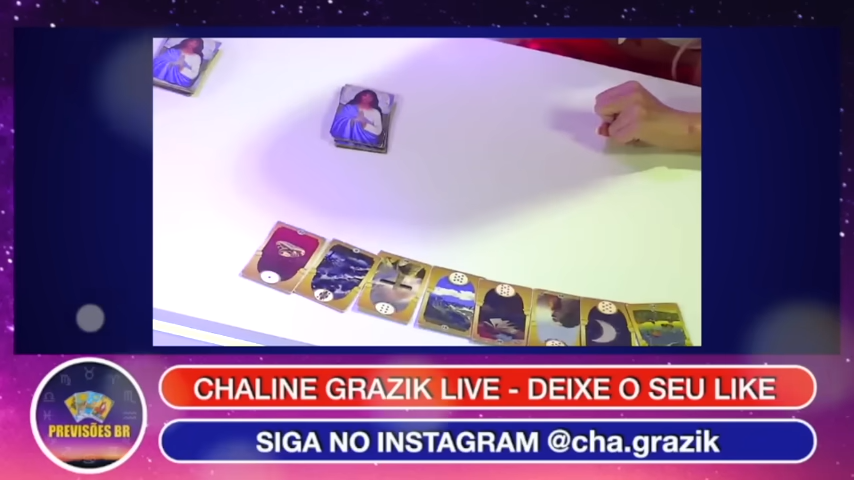 CHALINE GRAZIK LIVE - DEIXE O SEU LIKE
PREVISÕES BR
SIGA NO INSTAGRAM @cha.grazik